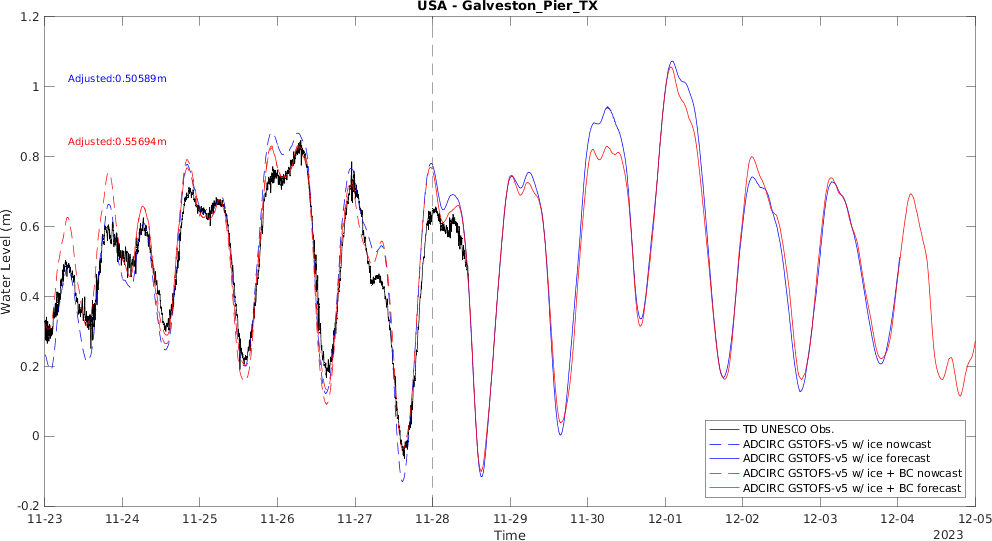 USA - Galveston_Pier_TX
Adjusted:0.50589m
Adjusted:0.55694m
Water Level (m)
1.2
1
0.8
0.6
0.4
0.2
0
-0.2
TD UNESCO Obs.
ADCIRC GSTOFS-v5 w/ ice nowcast
ADCIRC GSTOFS-v5 w/ ice forecast
ADCIRC GSTOFS-v5 w/ ice + BC nowcast
ADCIRC GSTOFS-v5 w/ ice + BC forecast
11-23 11-24 11-25 11-26 11-27 11-28 11-29 11-30 12-01 12-02 12-03 12-04 12-05
Time
2023